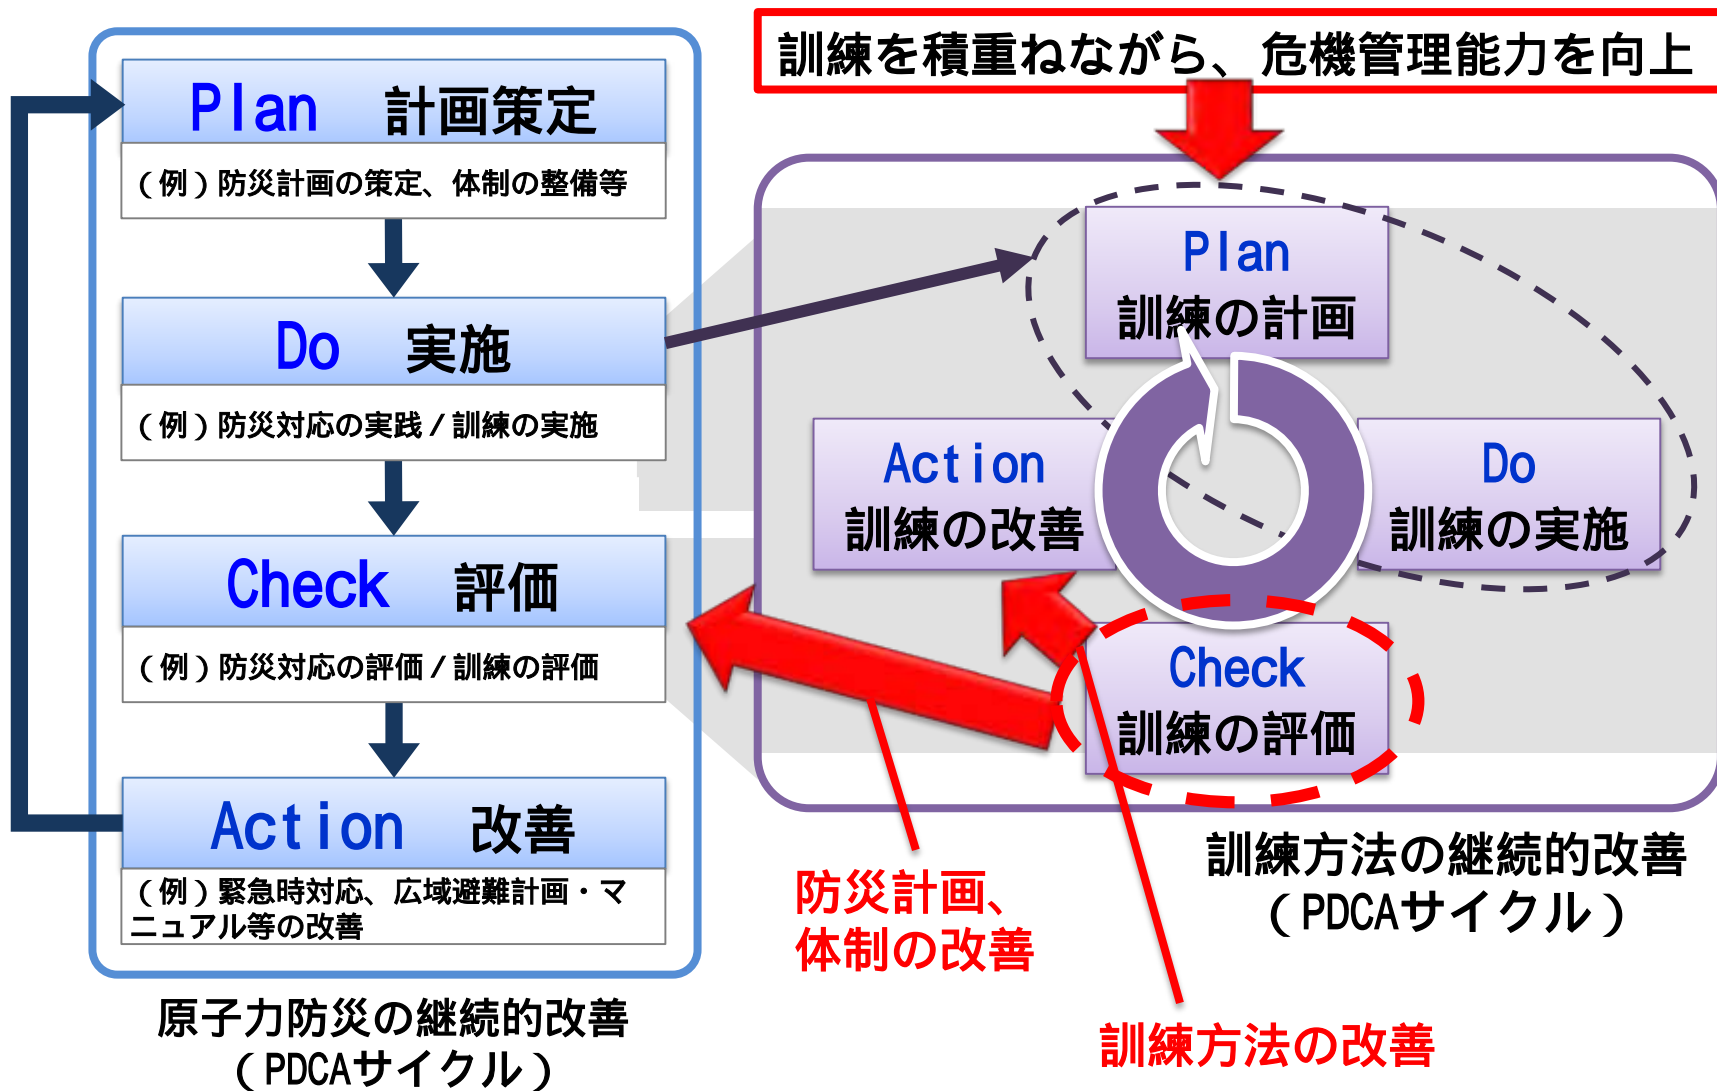 訓練を積重ねながら、危機管理能力を向上
Plan 計画策定
（例）防災計画の策定、体制の整備等
Do 実施
（例）防災対応の実践／訓練の実施
Check 評価
（例）防災対応の評価／訓練の評価
Action 改善
（例）緊急時対応、広域避難計画・マ
ニュアル等の改善
原子力防災の継続的改善
（PDCAサイクル）
Plan
訓練の計画
Action
訓練の改善
Do
訓練の実施
Check
訓練の評価
訓練方法の継続的改善
（PDCAサイクル）
防災計画、
体制の改善
訓練方法の改善